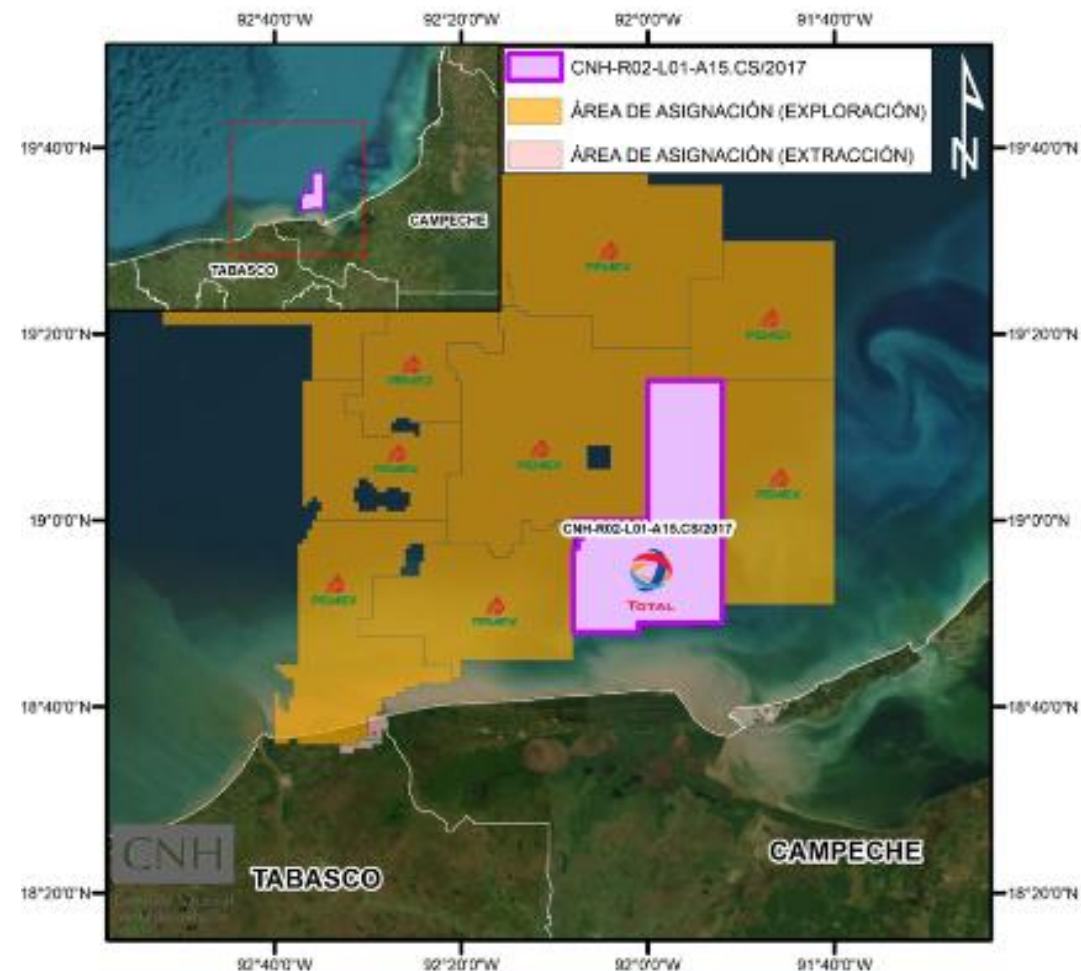 92°40'0"W 92°20'0"W 92°0'0"W 91°40'0"W
CNH-R02-L01-A15.CS/2017
ÁREA DE ASIGNACIÓN (EXPLORACIÓN)
ÁREA DE ASIGNACIÓN (EXTRACCIÓN)
N
19°40'0"N 19°40'0"N
CAMPECHE
TABASCO
PEMEX
PEMEX
19°20'0"N 19°20'0"N
PEMEX
PEMEX
PEMEX
PEMEX
19°0'0"N 19°0'0"N
CNH-R02-L01-A15.CS/2017
PEMEX
PEMEX
TOTAL
18°40'0"N 18°40'0"N
CNH
TABASCO
CAMPECHE
18°20'0"N 18°20'0"N
92°40'0"W 92°20'0"W 92°0'0"W 91°40'0"W